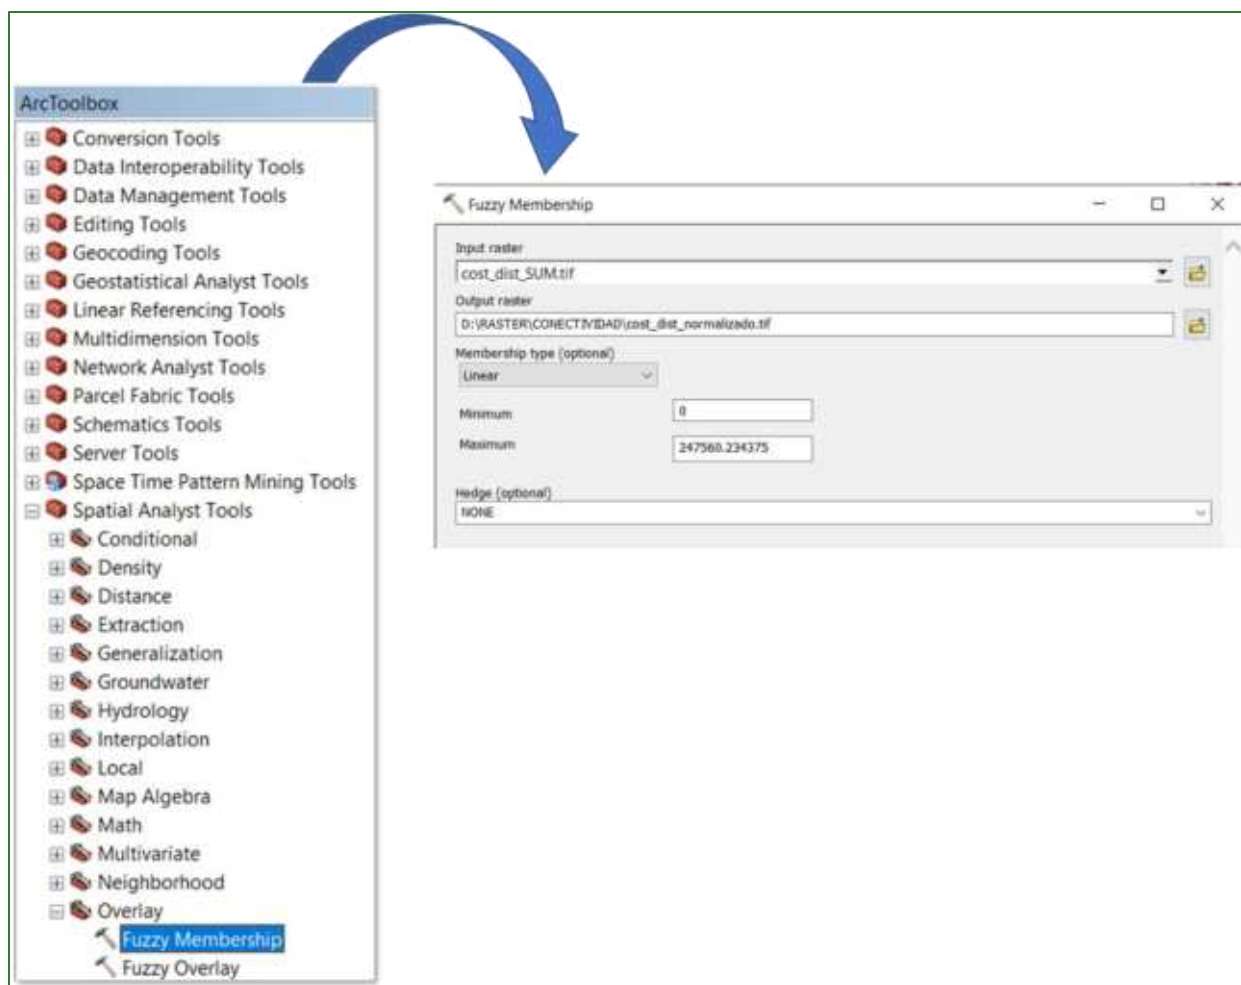 ArcToolbox
Conversion Tools
Data Interoperability Tools
Data Management Tools
Editing Tools
Geocoding Tools
Geostatistical Analyst Tools
Linear Referencing Tools
Multidimension Tools
Network Analyst Tools
Parcel Fabric Tools
Schematics Tools
Server Tools
Space Time Pattern Mining Tools
Spatial Analyst Tools
Conditional
Density
Distance
Extraction
Generalization
Groundwater
Hydrology
Interpolation
Local
Map Algebra
Math
Multivariate
Neighborhood
Overlay
Fuzzy Membership
Fuzzy Overlay
Fuzzy Membership
Input raster
cost_dist_SUM.tif
Output raster
D:\RASTER\CONECTIVIDAD\cost_dist_normalizado.tif
Membership type (optional)
Linear
Minimum
0
Maximum
247560.234375
Hedge (optional)
NONE